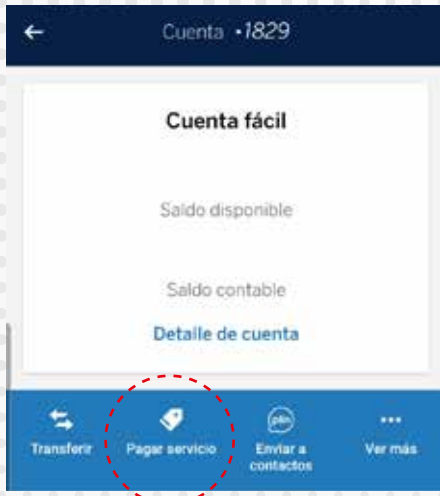 Cuenta •1829
Cuenta fácil
Saldo disponible
Saldo contable
Detalle de cuenta
plin
Transferir
Pagar servicio
Enviar a
contactos
Ver más